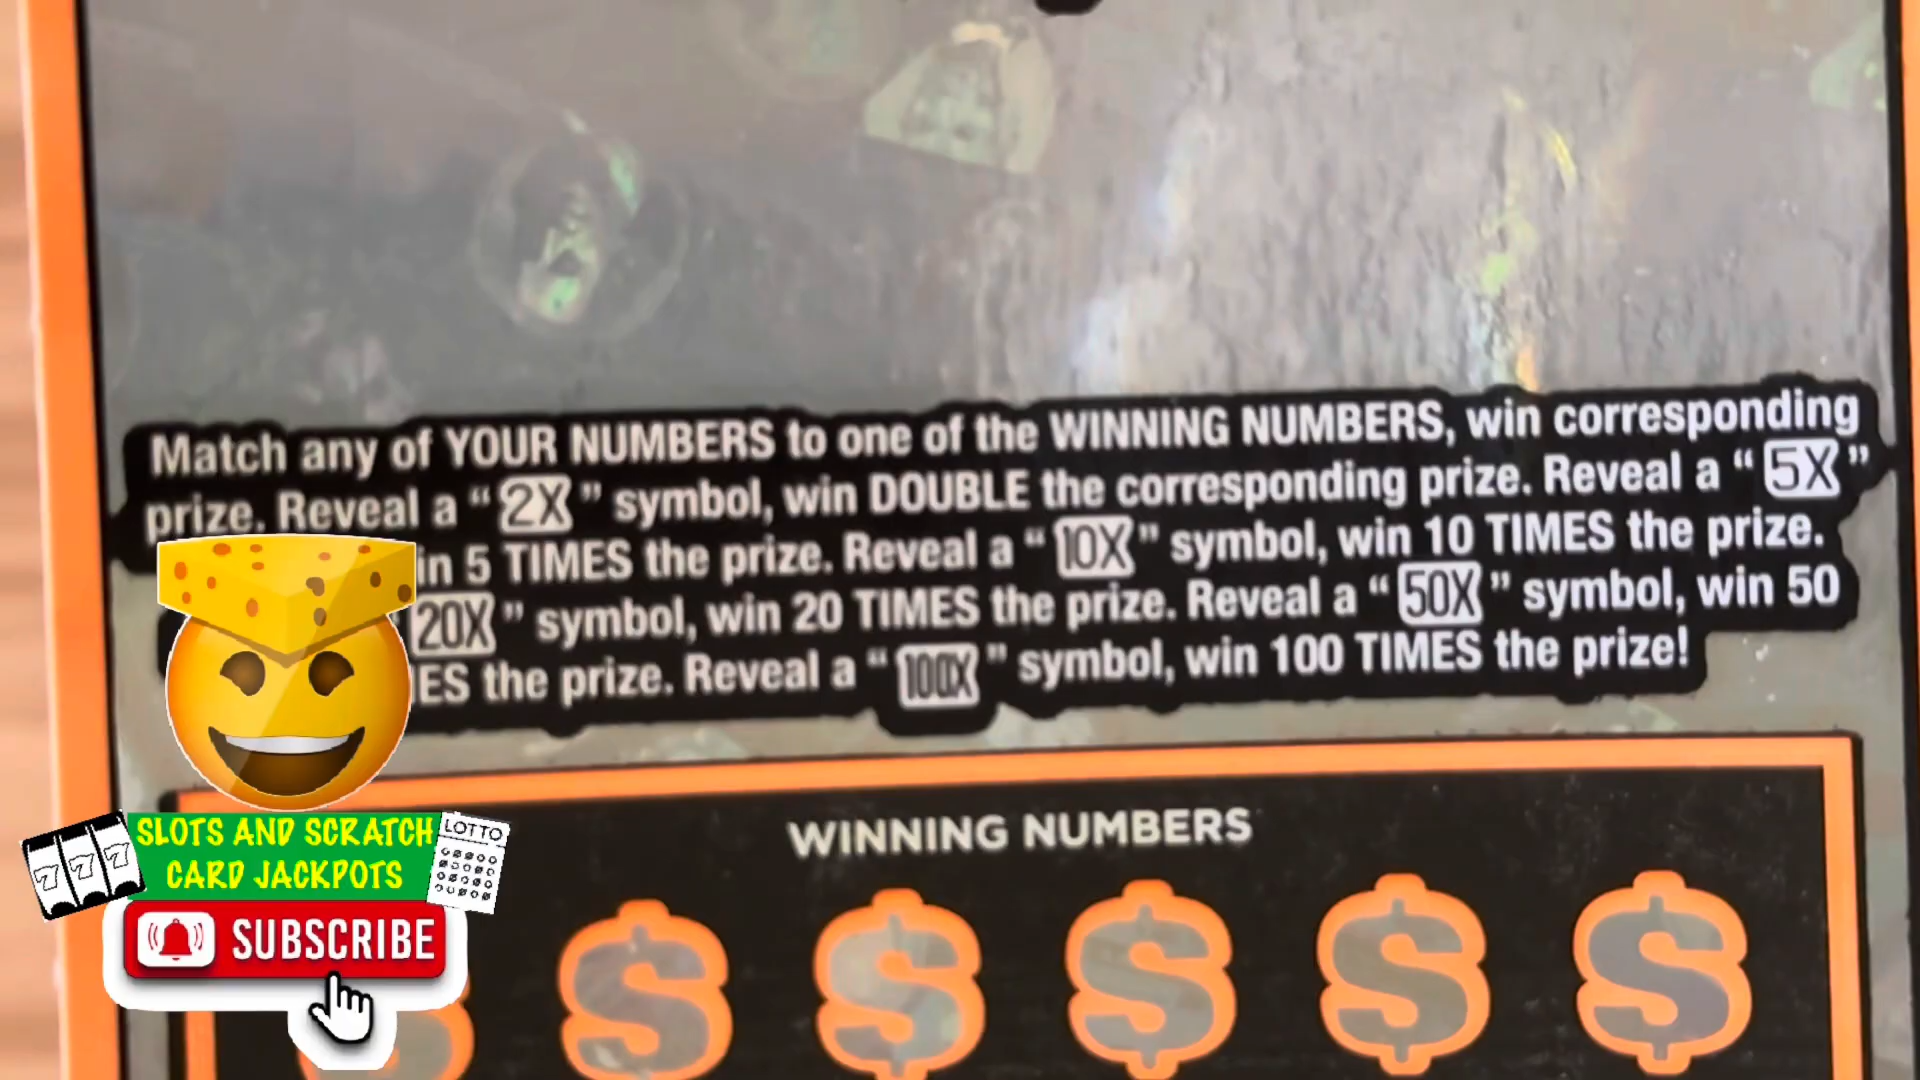 Match any of YOUR NUMBERS to one of the WINNING NUMBERS, win corresponding
prize. Reveal a “ 2X ” symbol, win DOUBLE the corresponding prize. Reveal a “ 5X ”
in 5 TIMES the prize. Reveal a “ 10X ” symbol, win 10 TIMES the prize.
20X ” symbol, win 20 TIMES the prize. Reveal a “ 50X ” symbol, win 50
ES the prize. Reveal a “ 100X ” symbol, win 100 TIMES the prize!
WINNING NUMBERS
$ $ $ $ $
777
SLOTS AND SCRATCH
CARD JACKPOTS
LOTTO
SUBSCRIBE